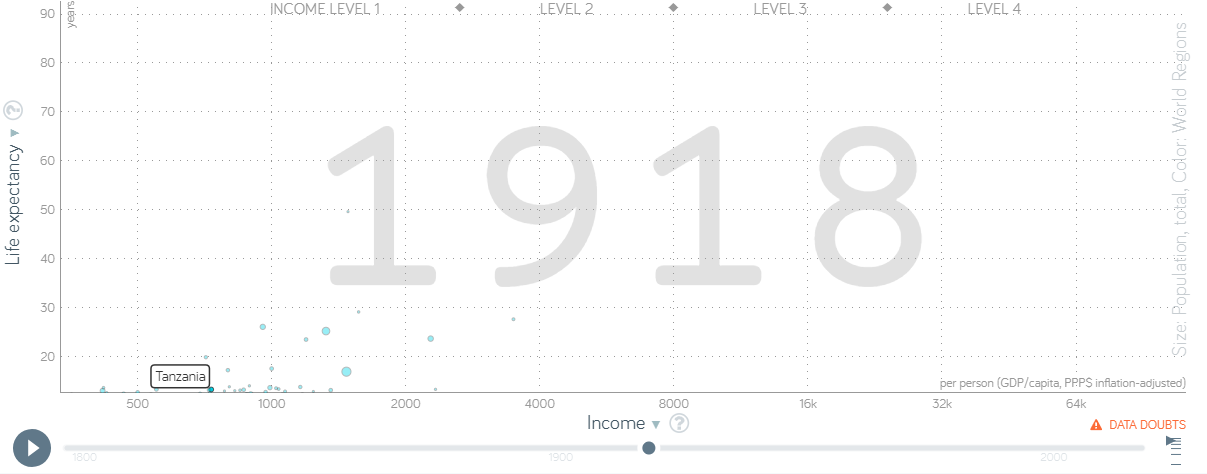 INCOME LEVEL 1 ◆ LEVEL 2 ◆ LEVEL 3 ◆ LEVEL 4
years
90
80
70
60
50
40
30
20
Life expectancy
?
1918
Size: Population, total, Color: World Regions
Tanzania
per person (GDP/capita, PPP$ inflation-adjusted)
500 1000 2000 4000 8000 16k 32k 64k
Income ?
DATA DOUBTS
1800 1900 2000